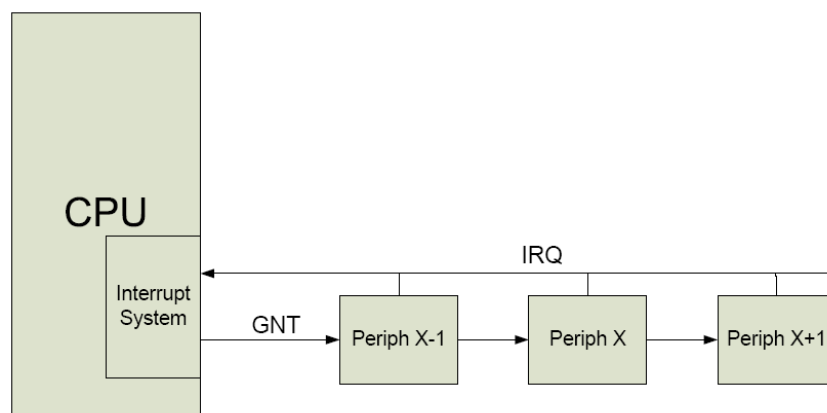 CPU
Interrupt
System
IRQ
GNT
Periph X-1
Periph X
Periph X+1